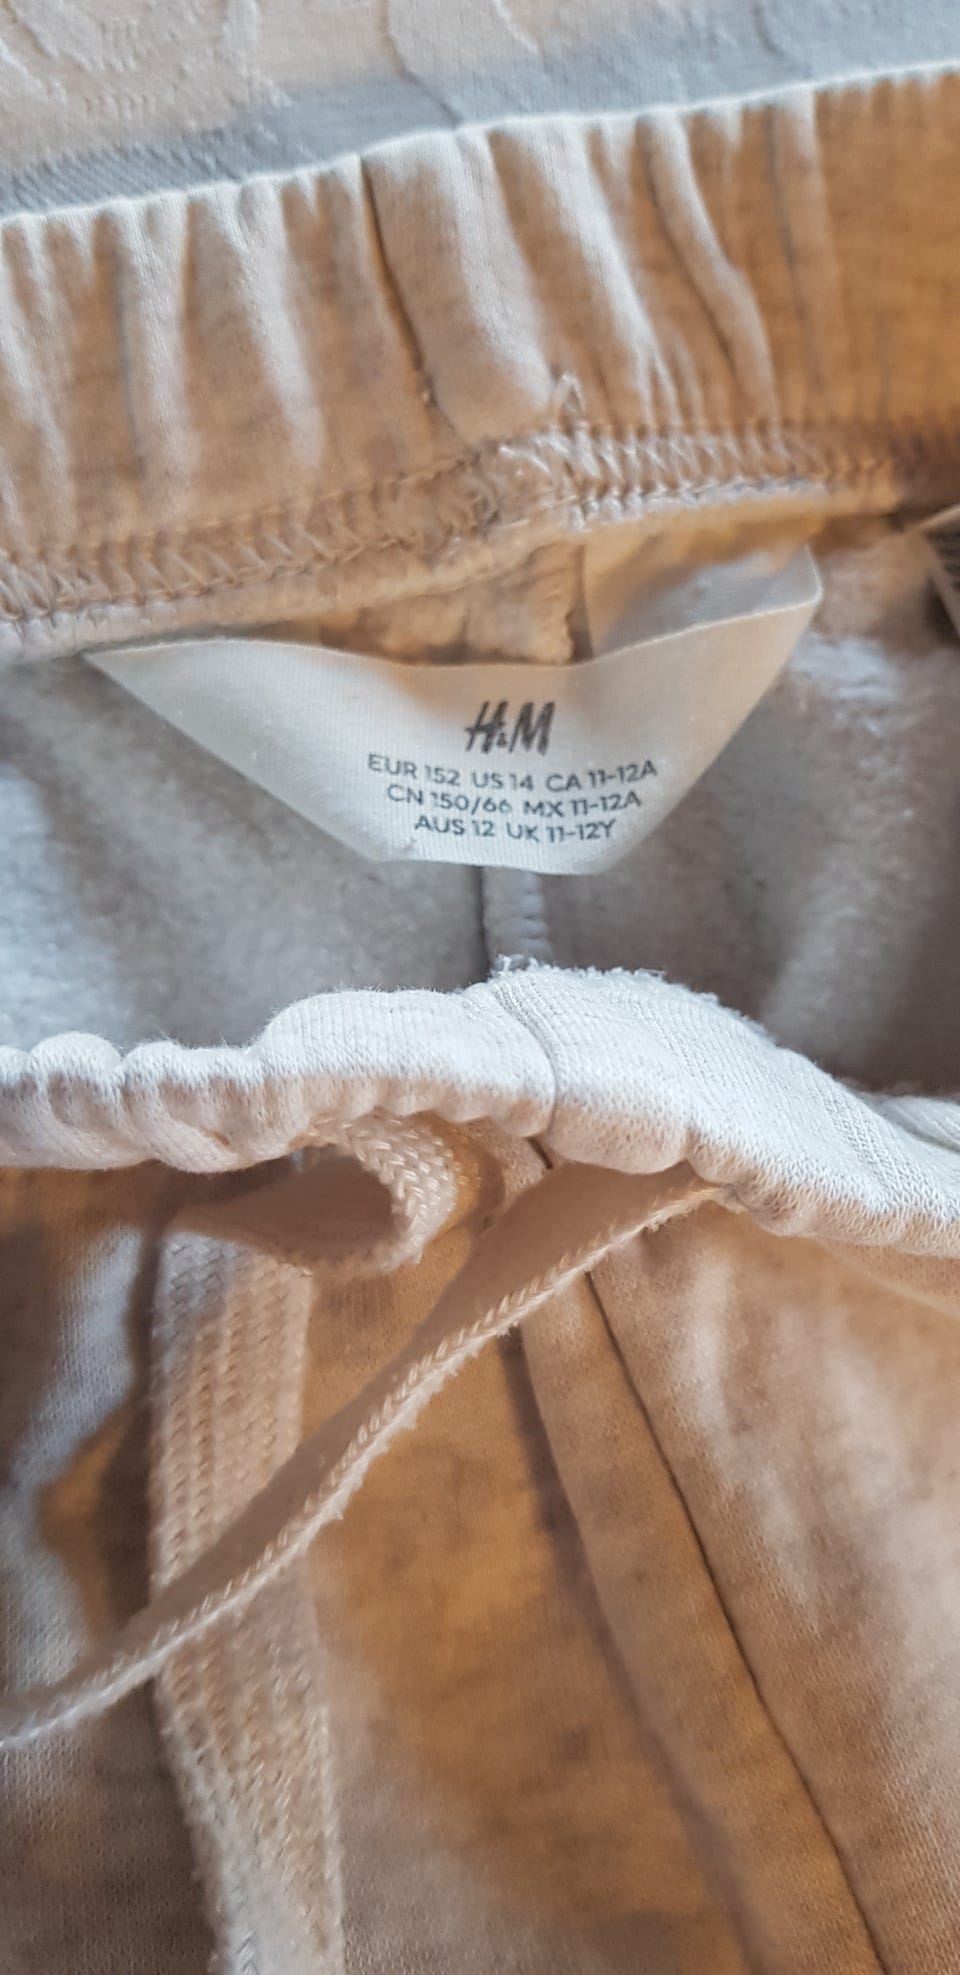 H&M
EUR 152 US 14 CA 11-12A
CN 150/66 MX 11-12A
AUS 12 UK 11-12Y